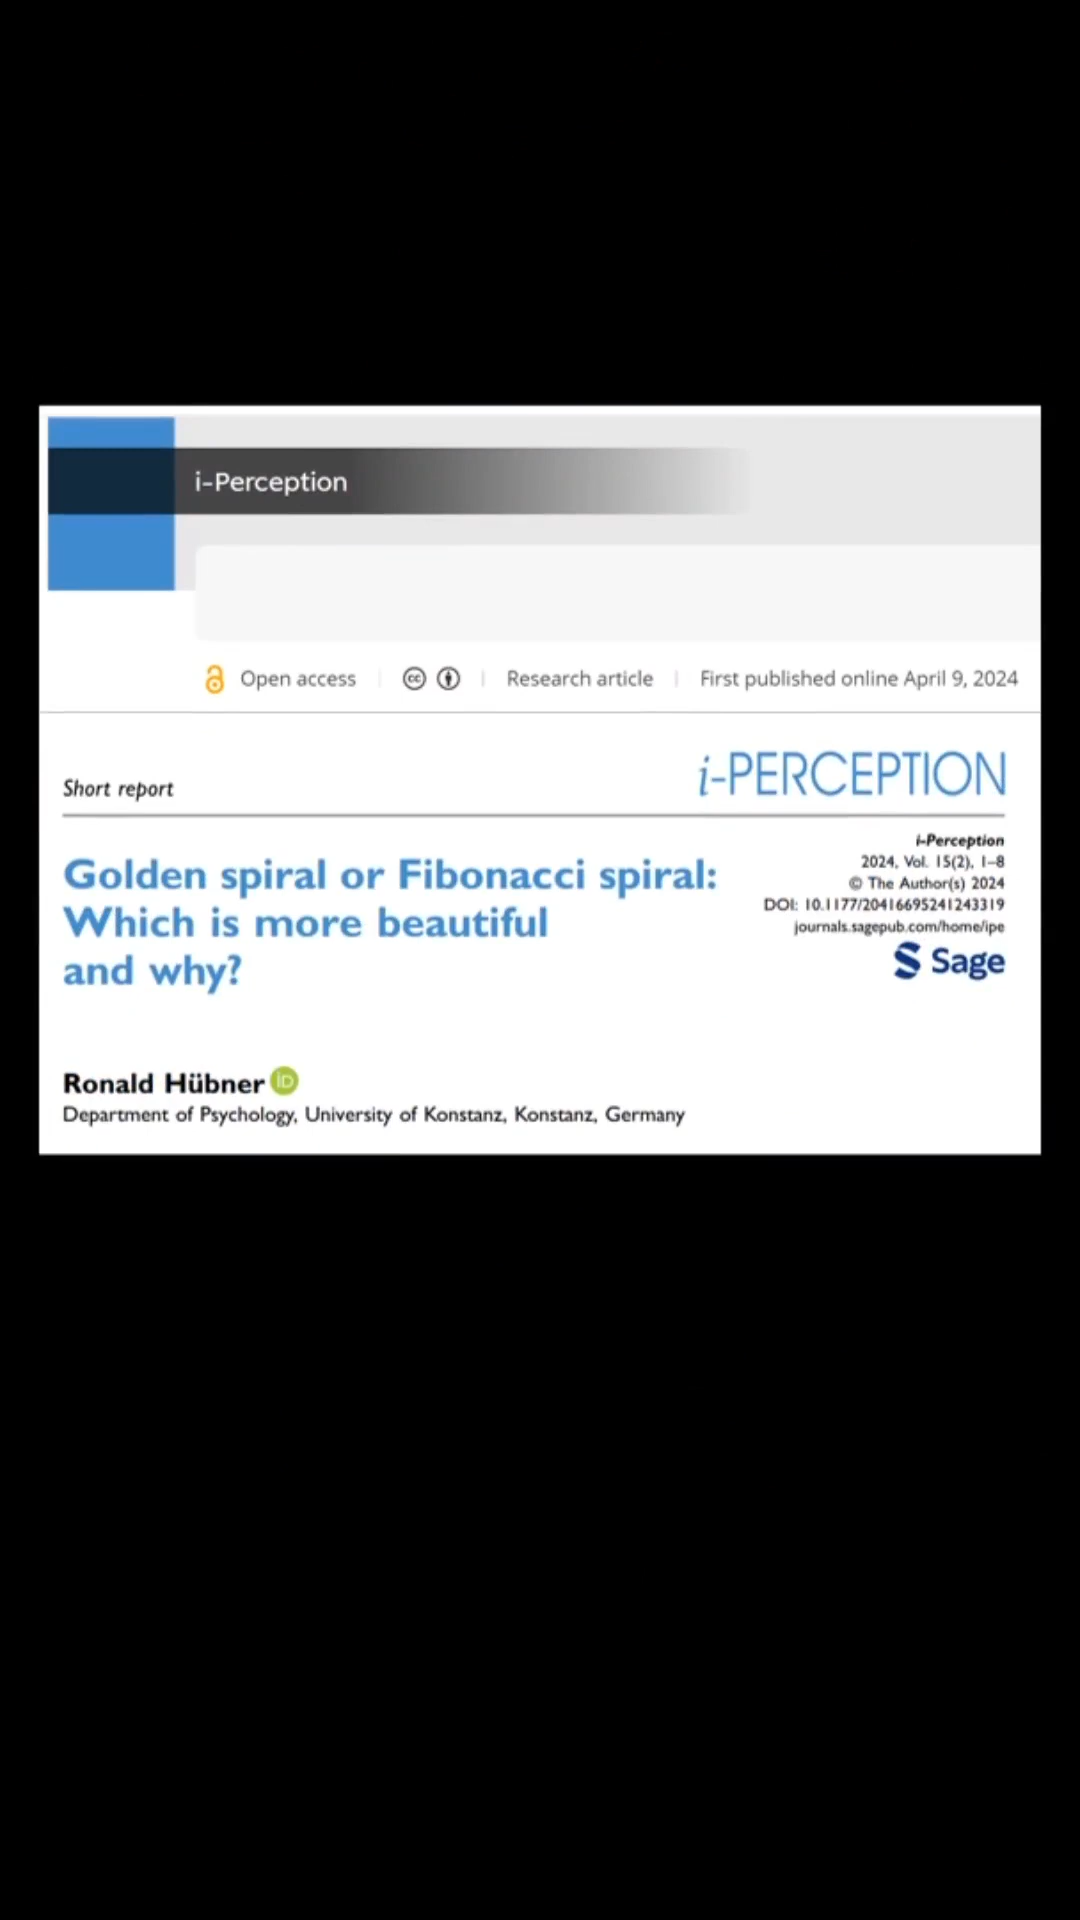 i-Perception
Open access | Research article | First published online April 9, 2024
Short report
i-PERCEPTION
i-Perception
2024, Vol. 15(2), 1–8
© The Author(s) 2024
DOI: 10.1177/20416695241243319
journals.sagepub.com/home/ipe
Sage
Golden spiral or Fibonacci spiral:
Which is more beautiful
and why?
Ronald Hübner iD
Department of Psychology, University of Konstanz, Konstanz, Germany